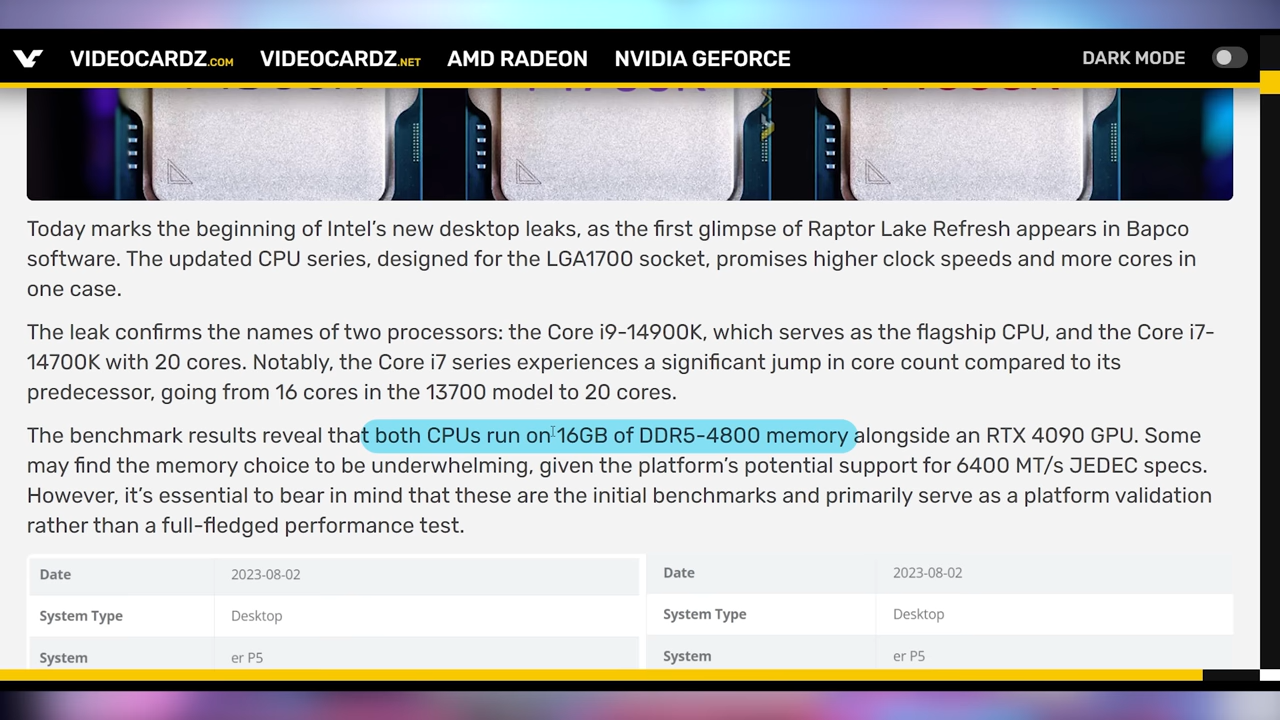 VIDEOCARDZ.COM VIDEOCARDZ.NET AMD RADEON NVIDIA GEFORCE DARK MODE
Today marks the beginning of Intel’s new desktop leaks, as the first glimpse of Raptor Lake Refresh appears in Bapco
software. The updated CPU series, designed for the LGA1700 socket, promises higher clock speeds and more cores in
one case.
The leak confirms the names of two processors: the Core i9-14900K, which serves as the flagship CPU, and the Core i7-
14700K with 20 cores. Notably, the Core i7 series experiences a significant jump in core count compared to its
predecessor, going from 16 cores in the 13700 model to 20 cores.
The benchmark results reveal that both CPUs run on 16GB of DDR5-4800 memory alongside an RTX 4090 GPU. Some
may find the memory choice to be underwhelming, given the platform’s potential support for 6400 MT/s JEDEC specs.
However, it’s essential to bear in mind that these are the initial benchmarks and primarily serve as a platform validation
rather than a full-fledged performance test.
Date 2023-08-02 Date 2023-08-02
System Type Desktop System Type Desktop
System er P5 System er P5